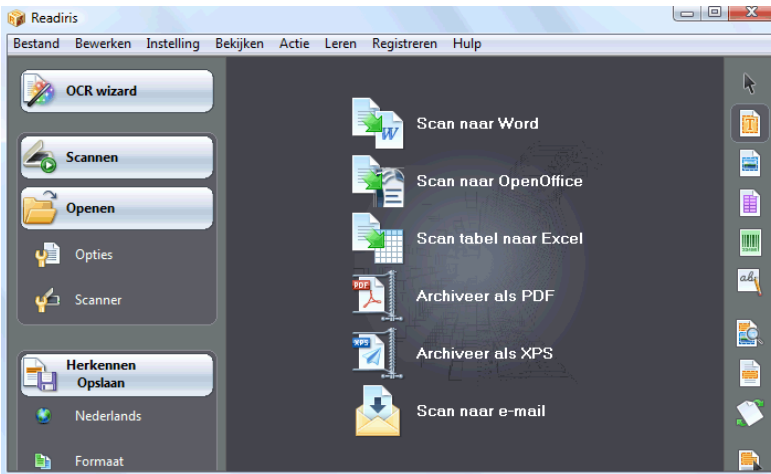 Readiris
Bestand Bewerken Instelling Bekijken Actie Leren Registreren Hulp
OCR wizard
Scannen
Openen
Opties
Scanner
Herkennen
Opslaan
Nederlands
Formaat
Scan naar Word
Scan naar OpenOffice
Scan tabel naar Excel
PDF
Archiveer als PDF
XPS
Archiveer als XPS
Scan naar e-mail